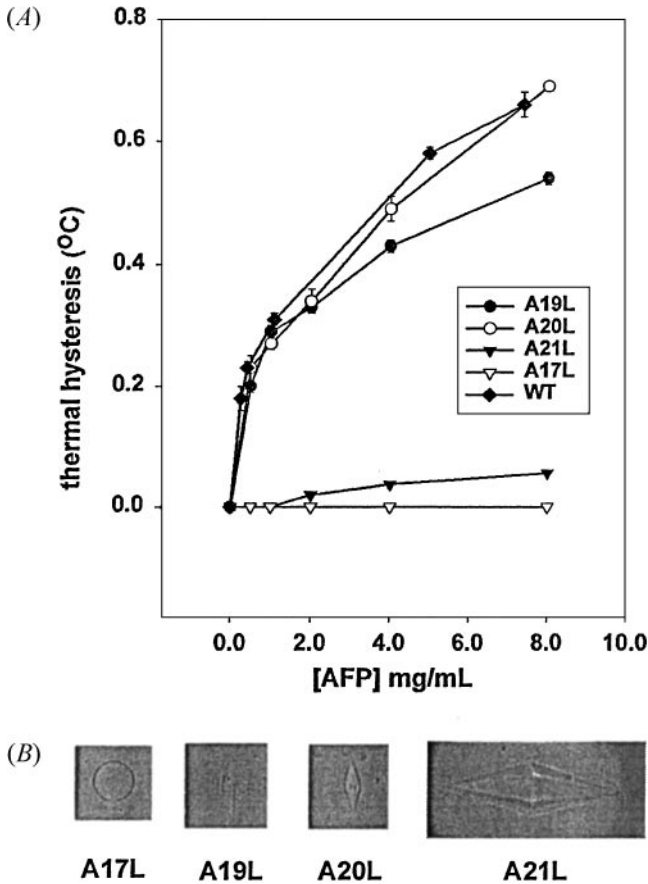 (A)
0.8
0.6
0.4
0.2
0.0
thermal hysteresis (°C)
A19L
A20L
A21L
A17L
WT
0.0 2.0 4.0 6.0 8.0 10.0
[AFP] mg/mL
(B)
A17L A19L A20L A21L